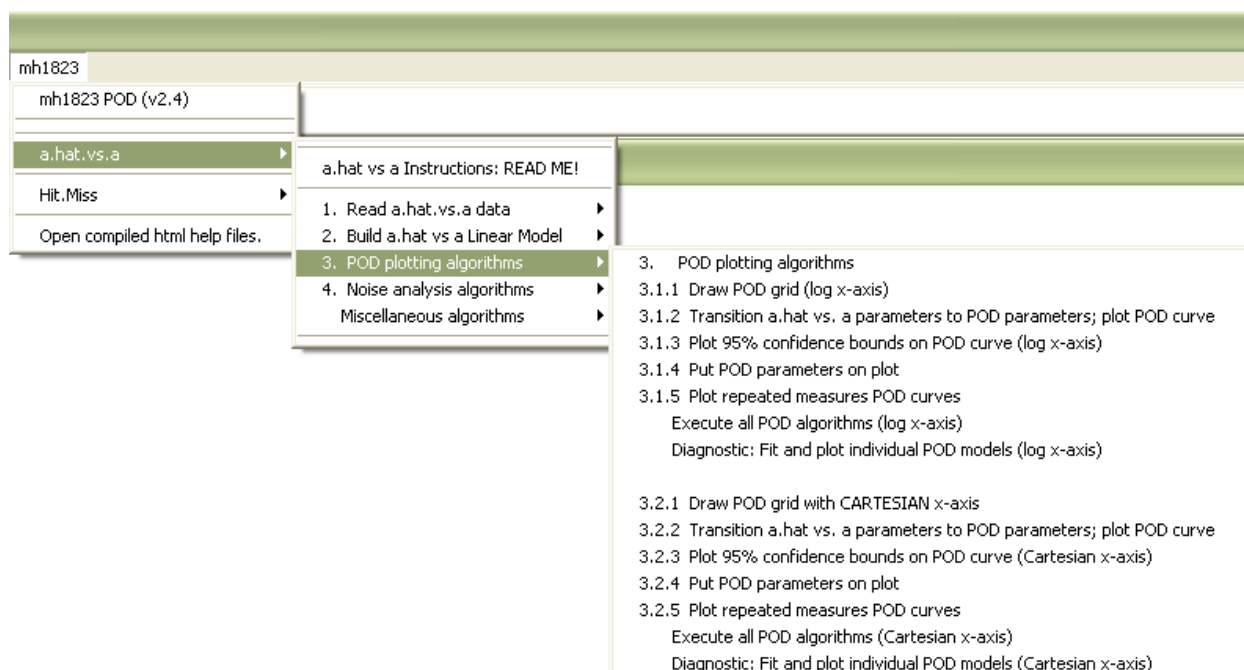 mh1823
mh1823 POD (v2.4)
a.hat.vs.a
Hit.Miss
Open compiled html help files.
a.hat vs a Instructions: READ ME!
1. Read a.hat.vs.a data
2. Build a.hat vs a Linear Model
3. POD plotting algorithms
4. Noise analysis algorithms
Miscellaneous algorithms
3. POD plotting algorithms
3.1.1 Draw POD grid (log x-axis)
3.1.2 Transition a.hat vs. a parameters to POD parameters; plot POD curve
3.1.3 Plot 95% confidence bounds on POD curve (log x-axis)
3.1.4 Put POD parameters on plot
3.1.5 Plot repeated measures POD curves
Execute all POD algorithms (log x-axis)
Diagnostic: Fit and plot individual POD models (log x-axis)
3.2.1 Draw POD grid with CARTESIAN x-axis
3.2.2 Transition a.hat vs. a parameters to POD parameters; plot POD curve
3.2.3 Plot 95% confidence bounds on POD curve (Cartesian x-axis)
3.2.4 Put POD parameters on plot
3.2.5 Plot repeated measures POD curves
Execute all POD algorithms (Cartesian x-axis)
Diagnostic: Fit and plot individual POD models (Cartesian x-axis)